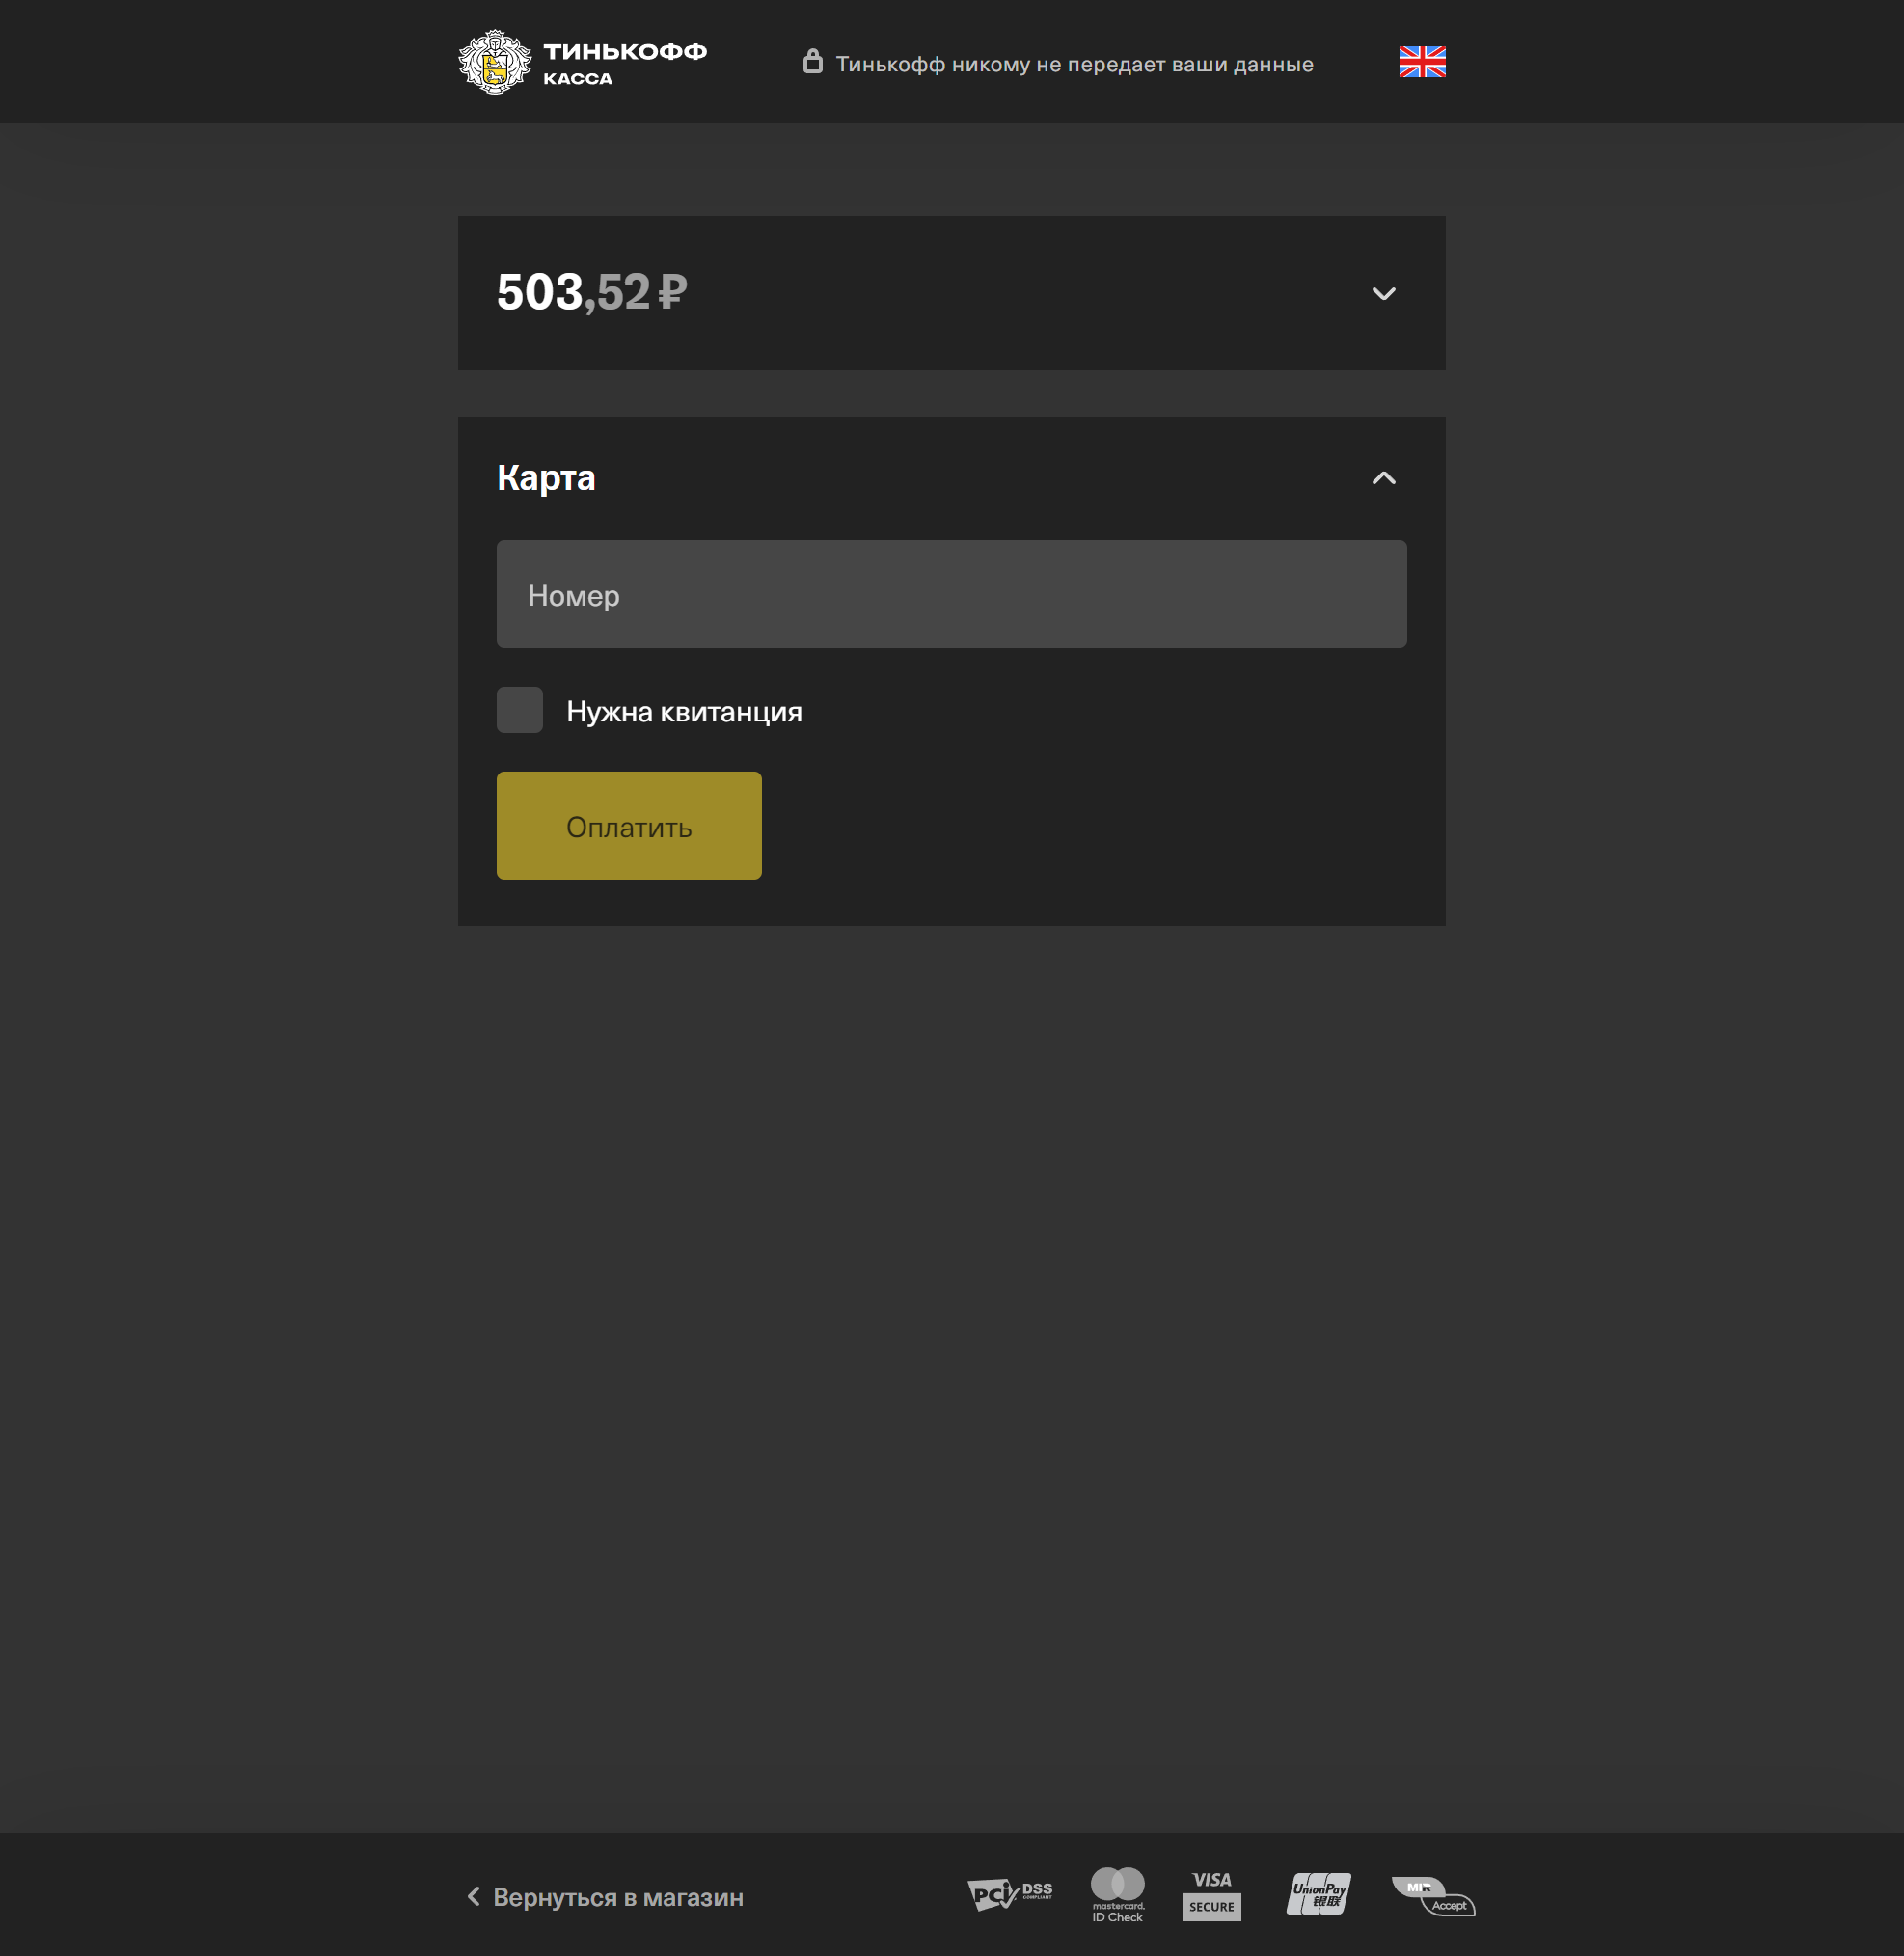 ТИНЬКОФФ
КАССА
Тинькофф никому не передает ваши данные
503,52 ₽
Карта
Номер
Нужна квитанция
Оплатить
Вернуться в магазин
PCI DSS
COMPLIANT
mastercard.
ID Check
VISA
SECURE
UnionPay
银联
MIR
Accept